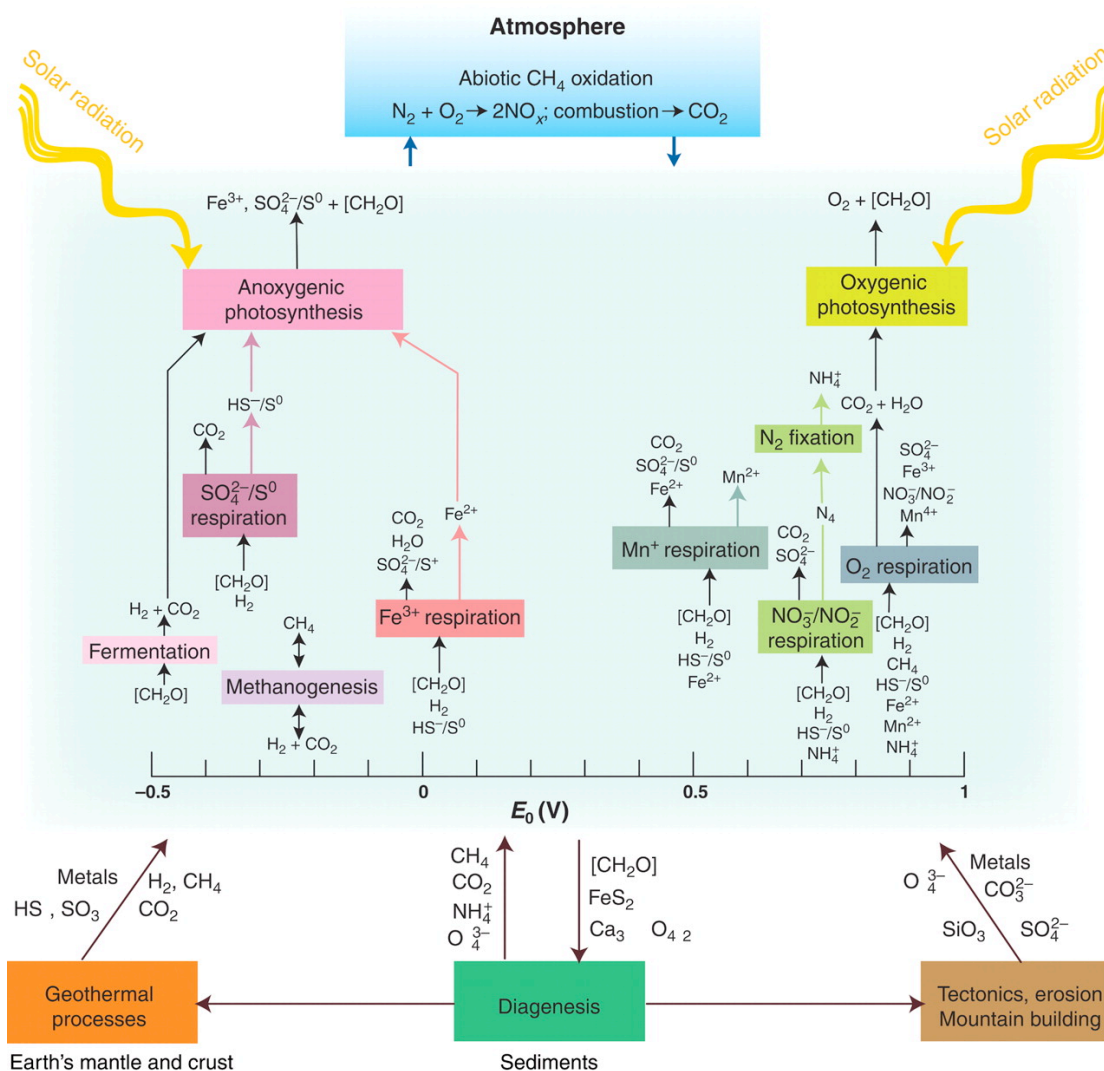 Atmosphere
Abiotic CH₄ oxidation
N₂ + O₂ → 2NOₓ; combustion → CO₂
Solar radiation
Solar radiation
Fe³⁺, SO₄²⁻/S⁰ + [CH₂O]
O₂ + [CH₂O]
Anoxygenic
photosynthesis
Oxygenic
photosynthesis
HS⁻/S⁰
CO₂
SO₄²⁻/S⁰
respiration
[CH₂O]
H₂
H₂ + CO₂
Fermentation
[CH₂O]
CH₄
Methanogenesis
H₂ + CO₂
Fe²⁺
CO₂
H₂O
SO₄²⁻/S⁺
Fe³⁺ respiration
[CH₂O]
H₂
HS⁻/S⁰
CO₂
SO₄²⁻/S⁰
Fe²⁺
Mn²⁺
Mn⁺ respiration
[CH₂O]
H₂
HS⁻/S⁰
Fe²⁺
NH₄⁺
N₂ fixation
N₄
CO₂
SO₄²⁻
NO₃⁻/NO₂⁻
respiration
[CH₂O]
H₂
HS⁻/S⁰
NH₄⁺
CO₂ + H₂O
SO₄²⁻
Fe³⁺
NO₃⁻/NO₂⁻
Mn⁴⁺
O₂ respiration
[CH₂O]
H₂
CH₄
HS⁻/S⁰
Fe²⁺
Mn²⁺
NH₄⁺
–0.5 0 0.5 1
E₀ (V)
Metals
HS , SO₃
H₂, CH₄
CO₂
CH₄
CO₂
NH₄⁺
O ₄³⁻
[CH₂O]
FeS₂
Ca₃ O₄ ₂
O ₄³⁻
Metals
CO₃²⁻
SiO₃
SO₄²⁻
Geothermal
processes
Diagenesis
Tectonics, erosion
Mountain building
Earth's mantle and crust
Sediments